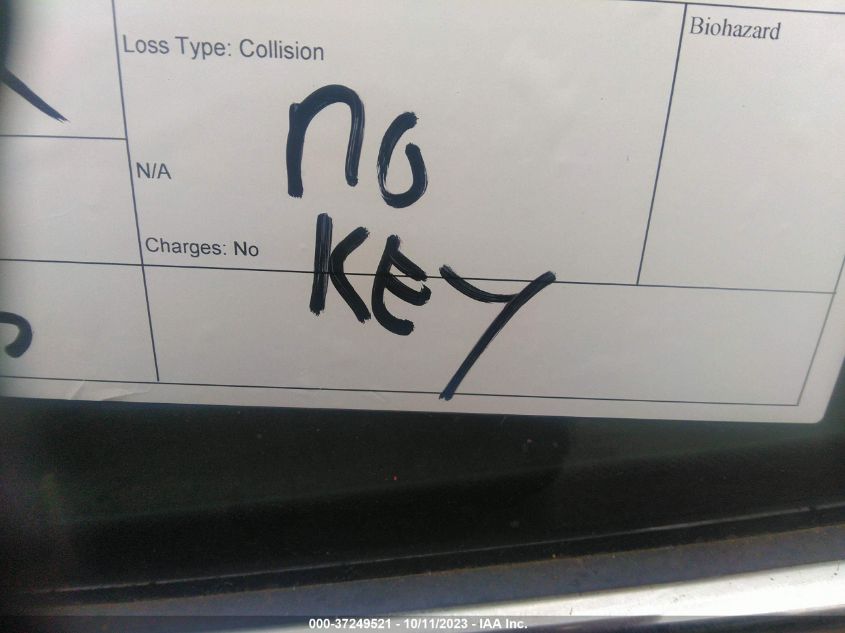 Loss Type: Collision
Biohazard
no
N/A
Charges: No
KEY
000-37249521 - 10/11/2023 - IAA Inc.